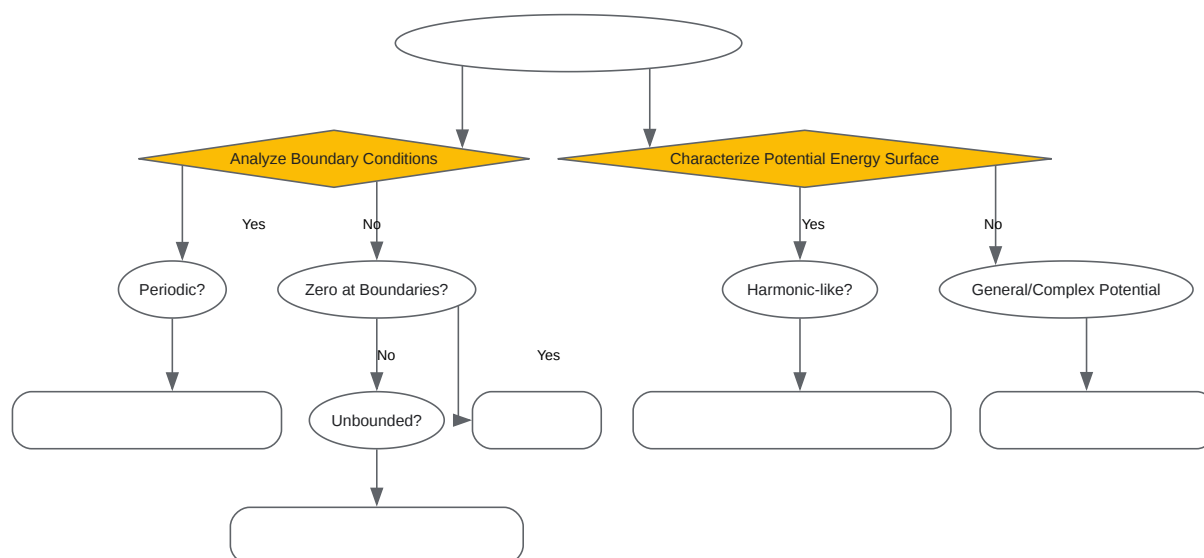 Analyze Boundary Conditions
Characterize Potential Energy Surface
Yes
No
Yes
No
Periodic?
Zero at Boundaries?
Harmonic-like?
General/Complex Potential
No
Yes
Unbounded?